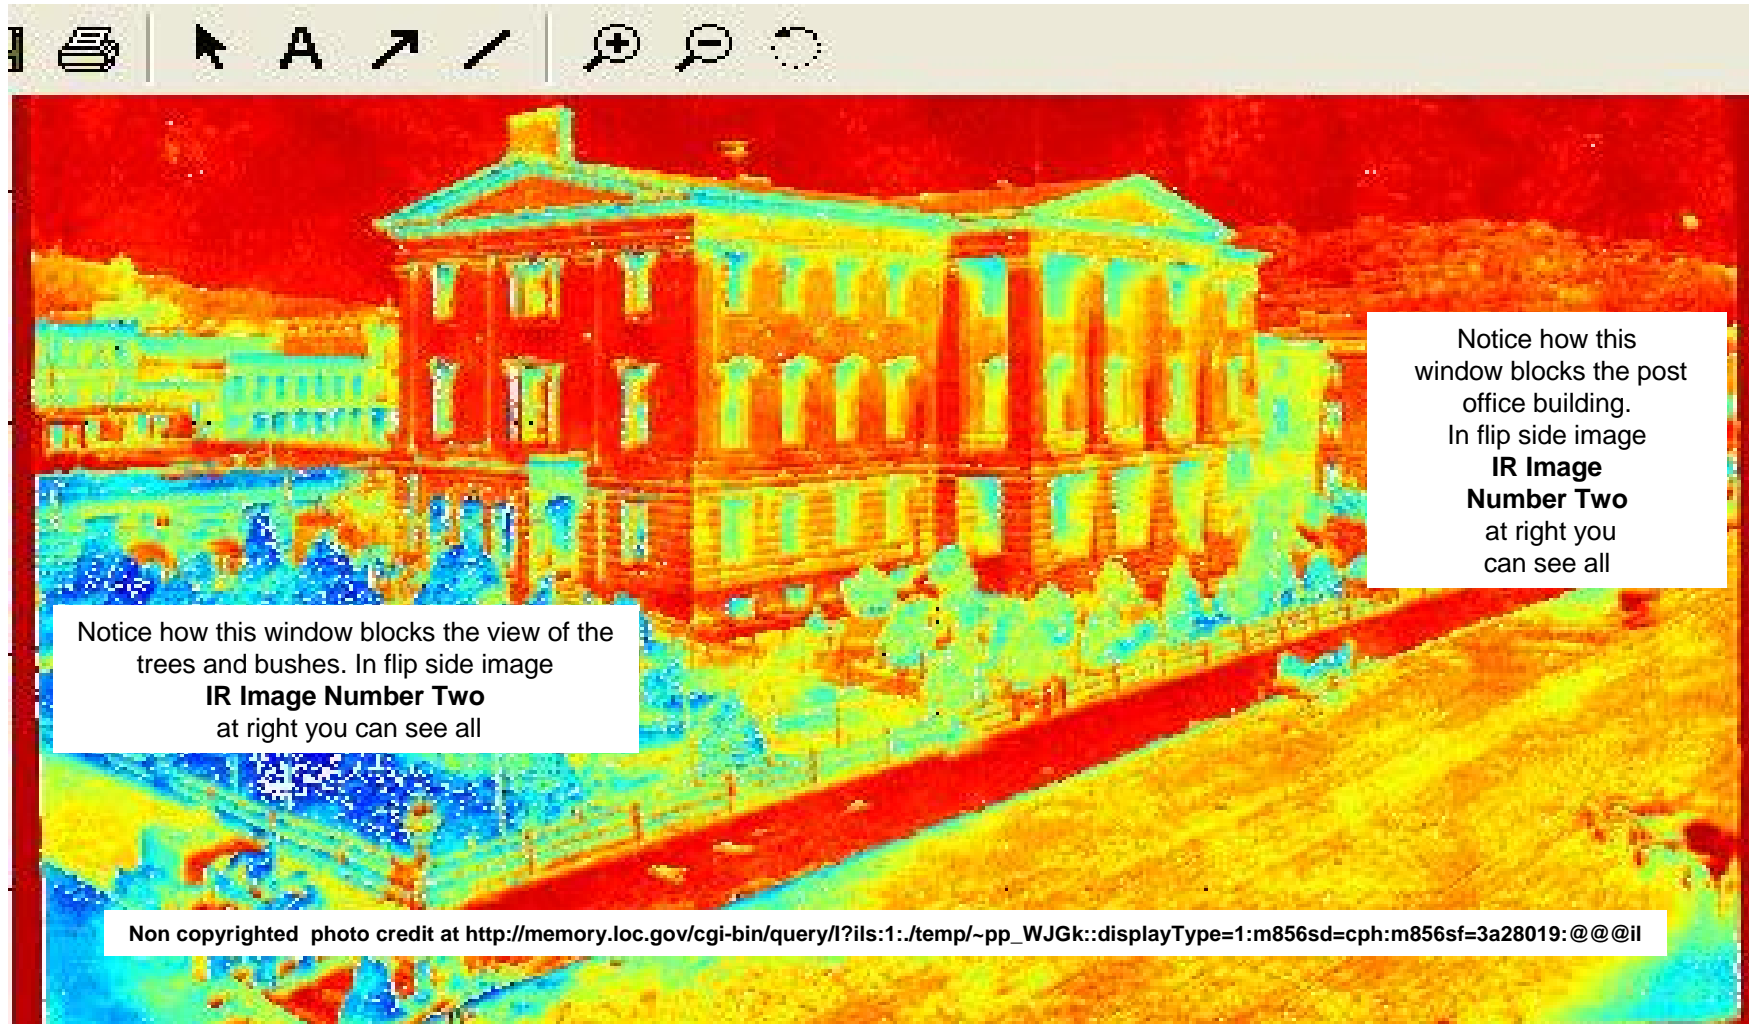 A
Notice how this
window blocks the post
office building.
In flip side image
IR Image
Number Two
at right you
can see all
Notice how this window blocks the view of the
trees and bushes. In flip side image
IR Image Number Two
at right you can see all
Non copyrighted  photo credit at http://memory.loc.gov/cgi-bin/query/I?ils:1:./temp/~pp_WJGk::displayType=1:m856sd=cph:m856sf=3a28019:@@@il